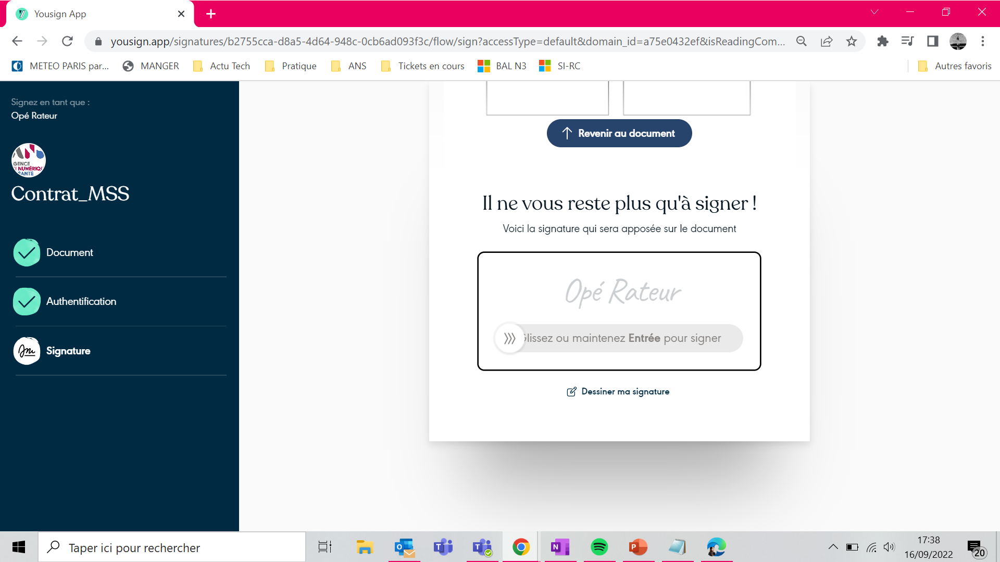 Yousign App
yousign.app/signatures/b2755cca-d8a5-4d64-948c-0cb6ad093f3c/flow/sign?accessType=default&domain_id=a75e0432ef&isReadingCom...
METEO PARIS par...
MANGER
Actu Tech
Pratique
ANS
Tickets en cours
BAL N3
SI-RC
Autres favoris
Signez en tant que :
Opé Rateur
GENCE
U NUMÉRIQU
SANTÉ
Contrat_MSS
Document
Authentification
Signature
Revenir au document
Il ne vous reste plus qu'à signer !
Voici la signature qui sera apposée sur le document
Opé Rateur
Glissez ou maintenez Entrée pour signer
Dessiner ma signature
Taper ici pour rechercher
17:38
16/09/2022
20